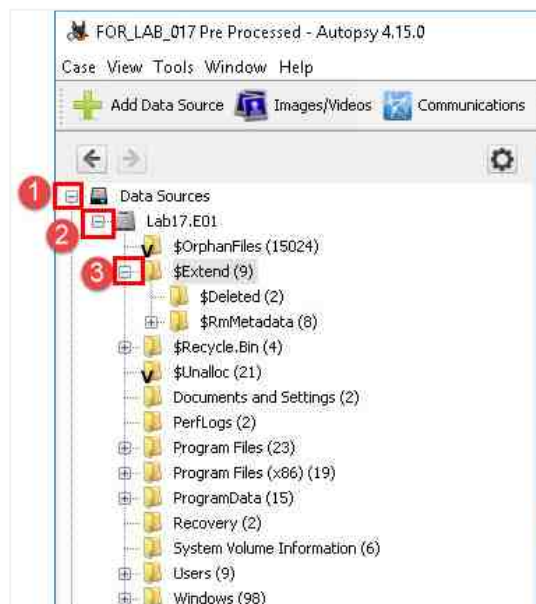 FOR_LAB_017 Pre Processed - Autopsy 4.15.0
Case View Tools Window Help
Add Data Source Images/Videos Communications
1 Data Sources
2 Lab17.E01
V $OrphanFiles (15024)
3 $Extend (9)
$Deleted (2)
$RmMetadata (8)
$Recycle.Bin (4)
V $Unalloc (21)
Documents and Settings (2)
PerfLogs (2)
Program Files (23)
Program Files (x86) (19)
ProgramData (15)
Recovery (2)
System Volume Information (6)
Users (9)
Windows (98)